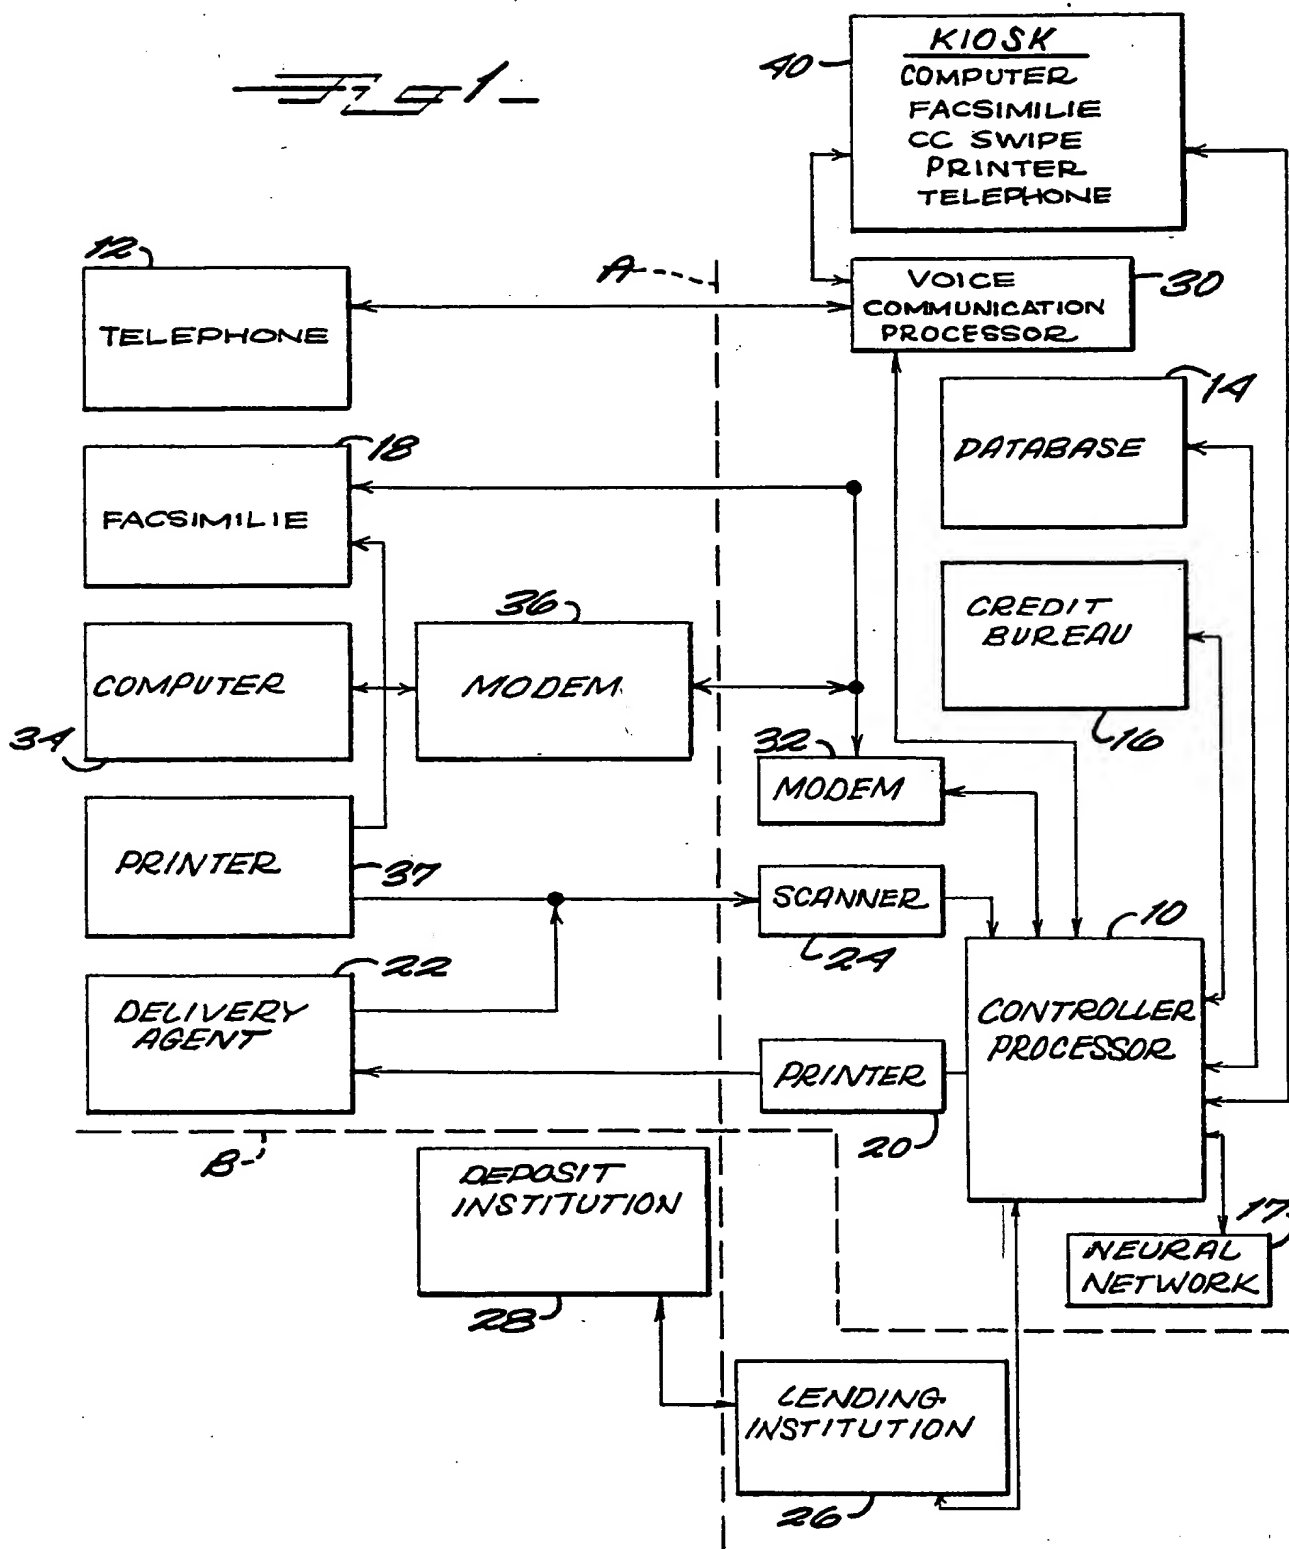 Fig 1
40
KIOSK
COMPUTER
FACSIMILIE
CC SWIPE
PRINTER
TELEPHONE
12
TELEPHONE
A
VOICE
COMMUNICATION
PROCESSOR
30
14
DATABASE
18
FACSIMILIE
CREDIT
BUREAU
16
36
MODEM
COMPUTER
34
32
MODEM
PRINTER
37
SCANNER
24
10
CONTROLLER
PROCESSOR
22
DELIVERY
AGENT
PRINTER
20
B
DEPOSIT
INSTITUTION
28
17
NEURAL
NETWORK
LENDING
INSTITUTION
26